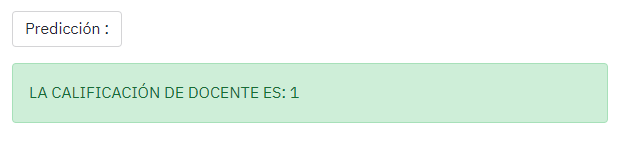 Predicción :
LA CALIFICACIÓN DE DOCENTE ES: 1